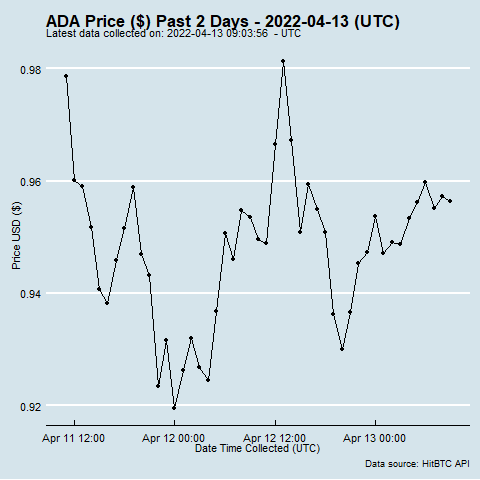 ADA Price ($) Past 2 Days - 2022-04-13 (UTC)
Latest data collected on: 2022-04-13 09:03:56 - UTC
0.98
0.96
0.94
0.92
Price USD ($)
Apr 11 12:00
Apr 12 00:00
Apr 12 12:00
Apr 13 00:00
Date Time Collected (UTC)
Data source: HitBTC API